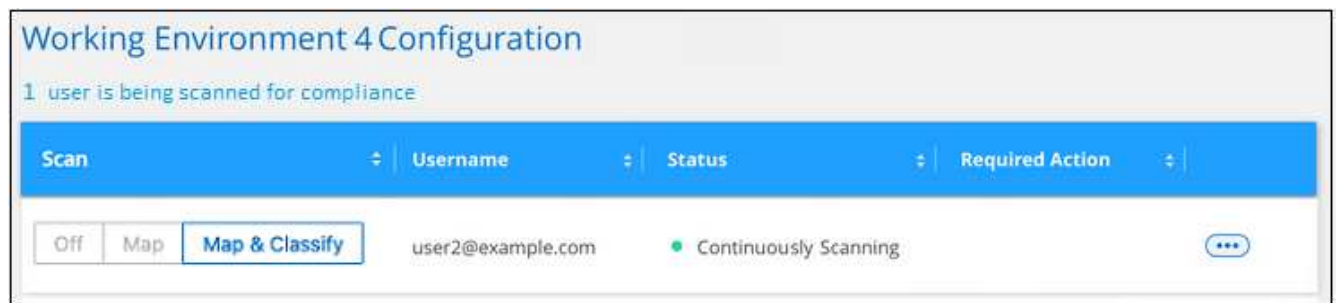 Working Environment 4 Configuration
1 user is being scanned for compliance
Scan Username Status Required Action
Off Map Map & Classify user2@example.com Continuously Scanning